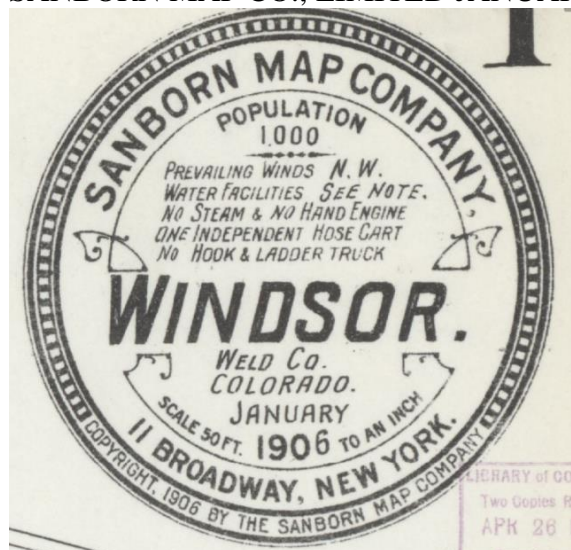 SANBORN MAP COMPANY,
POPULATION
1,000
PREVAILING WINDS N. W.
WATER FACILITIES SEE NOTE.
NO STEAM & NO HAND ENGINE
ONE INDEPENDENT HOSE CART
NO HOOK & LADDER TRUCK
WINDSOR.
WELD CO.
COLORADO.
JANUARY
SCALE 50 FT. 1906 TO AN INCH
11 BROADWAY, NEW YORK.
COPYRIGHT, 1906 BY THE SANBORN MAP COMPANY
LIBRARY of CO
Two Copies R
APR 26